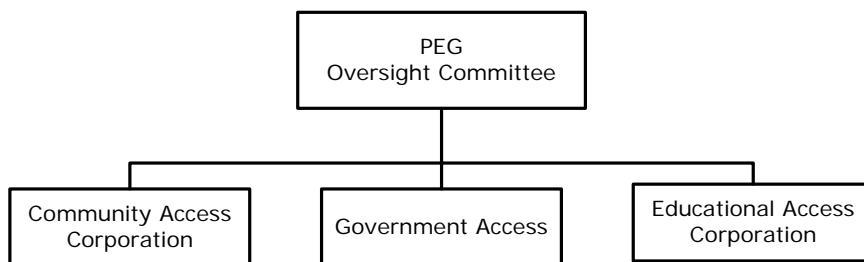 PEG
Oversight Committee
Community Access
Corporation
Government Access
Educational Access
Corporation